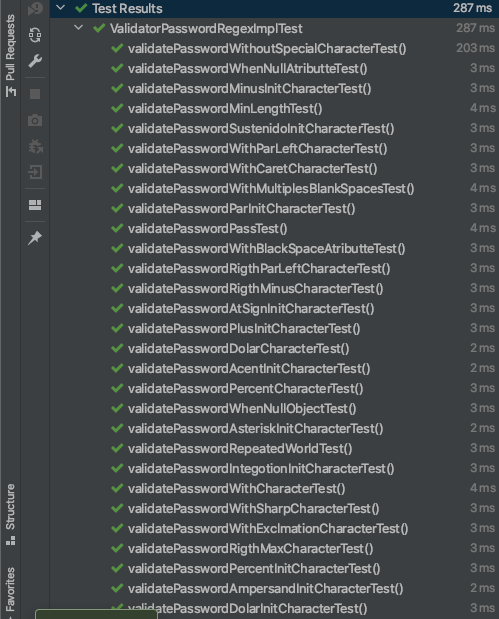 Pull Requests
Structure
Favorites
Test Results 287 ms
ValidatorPasswordRegexImplTest 287 ms
validatePasswordWithoutSpecialCharacterTest() 203 ms
validatePasswordWhenNullAtributteTest() 3 ms
validatePasswordMinusInitCharacterTest() 3 ms
validatePasswordMinLengthTest() 4 ms
validatePasswordSustenidoInitCharacterTest() 3 ms
validatePasswordWithParLeftCharacterTest() 3 ms
validatePasswordWithCaretCharacterTest() 3 ms
validatePasswordWithMultiplesBlankSpacesTest() 4 ms
validatePasswordParInitCharacterTest() 3 ms
validatePasswordPassTest() 4 ms
validatePasswordWithBlackSpaceAtributteTest() 3 ms
validatePasswordRigthParLeftCharacterTest() 3 ms
validatePasswordRigthMinusCharacterTest() 3 ms
validatePasswordAtSignInitCharacterTest() 3 ms
validatePasswordPlusInitCharacterTest() 3 ms
validatePasswordDolarCharacterTest() 2 ms
validatePasswordAcentInitCharacterTest() 2 ms
validatePasswordPercentCharacterTest() 3 ms
validatePasswordWhenNullObjectTest() 3 ms
validatePasswordAsteriskInitCharacterTest() 2 ms
validatePasswordRepeatedWorldTest() 3 ms
validatePasswordIntegotionInitCharacterTest() 3 ms
validatePasswordWithCharacterTest() 4 ms
validatePasswordWithSharpCharacterTest() 3 ms
validatePasswordWithExclmationCharacterTest() 3 ms
validatePasswordRigthMaxCharacterTest() 3 ms
validatePasswordPercentInitCharacterTest() 3 ms
validatePasswordAmpersandInitCharacterTest() 2 ms
validatePasswordDolarInitCharacterTest() 3 ms